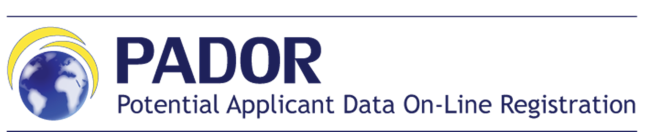 PADOR
Potential Applicant Data On-Line Registration